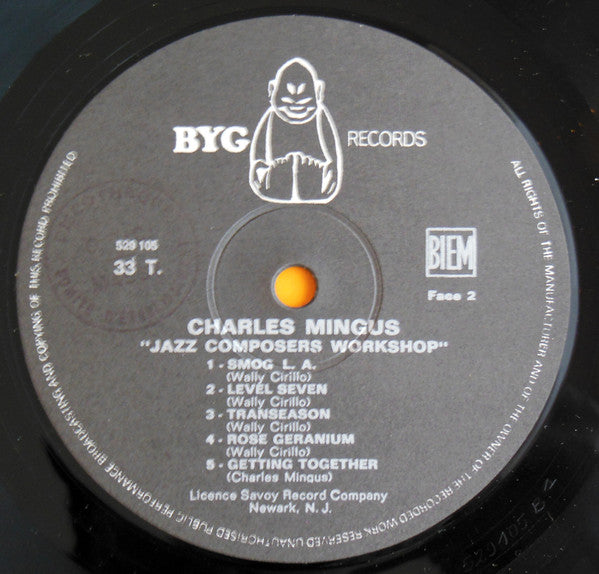 BYG RECORDS
529 105
33 T.
BIEM
Face 2
CHARLES MINGUS
"JAZZ COMPOSERS WORKSHOP"
1 - SMOG L. A.
(Wally Cirillo)
2 - LEVEL SEVEN
(Wally Cirillo)
3 - TRANSEASON
(Wally Cirillo)
4 - ROSE GERANIUM
(Wally Cirillo)
5 - GETTING TOGETHER
(Charles Mingus)
Licence Savoy Record Company
Newark, N. J.
ALL RIGHTS OF THE MANUFACTURER AND OF THE OWNER OF THE RECORDED WORK RESERVED UNAUTHORISED PUBLIC PERFORMANCE BROADCASTING AND COPYING OF THIS RECORD PROHIBITED